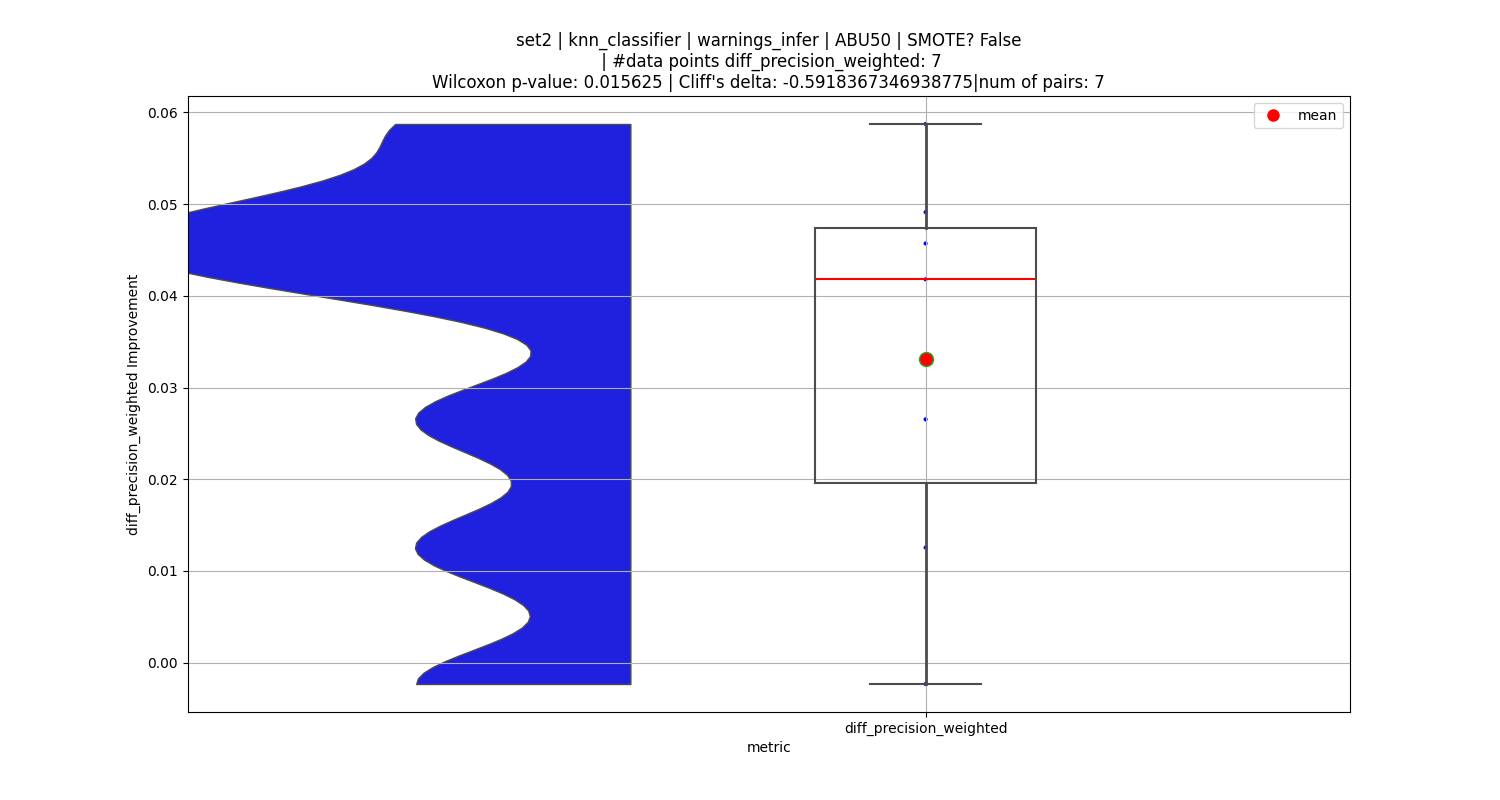 set2 | knn_classifier | warnings_infer | ABU50 | SMOTE? False
| #data points diff_precision_weighted: 7
Wilcoxon p-value: 0.015625 | Cliff's delta: -0.5918367346938775|num of pairs: 7
mean
0.06
0.05
0.04
0.03
0.02
0.01
0.00
diff_precision_weighted Improvement
diff_precision_weighted
metric